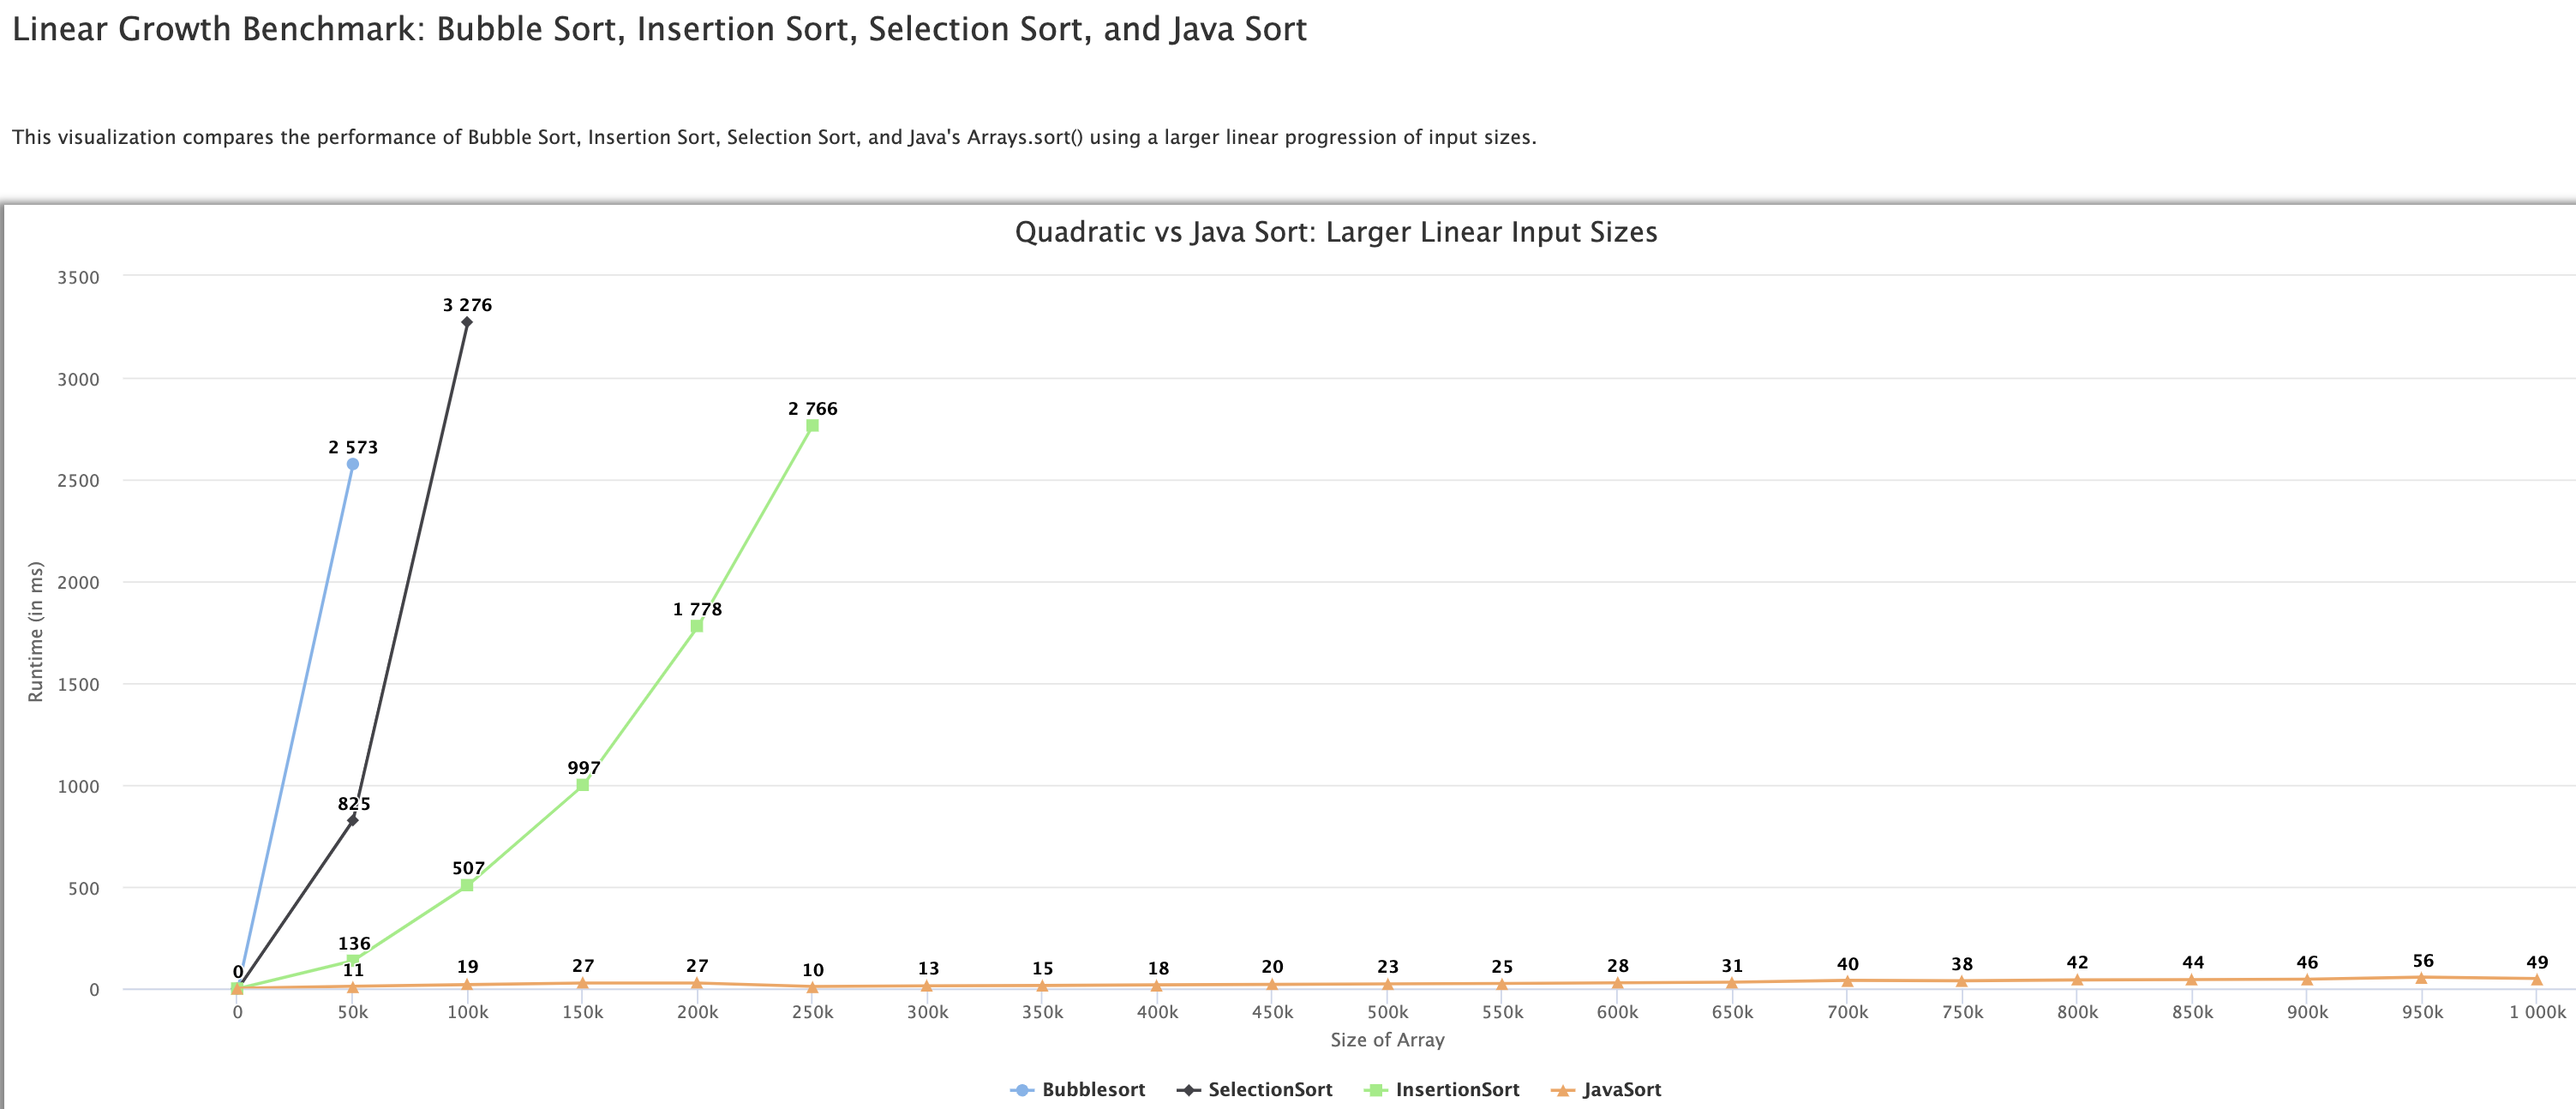 Linear Growth Benchmark: Bubble Sort, Insertion Sort, Selection Sort, and Java Sort
This visualization compares the performance of Bubble Sort, Insertion Sort, Selection Sort, and Java's Arrays.sort() using a larger linear progression of input sizes.
Quadratic vs Java Sort: Larger Linear Input Sizes
3500
3 276
3000
2 766
2 573
2500
Runtime (in ms)
2000
1 778
1500
1000
997
825
500
507
136
0
0 11 19 27 27 10 13 15 18 20 23 25 28 31 40 38 42 44 46 56 49
0 50k 100k 150k 200k 250k 300k 350k 400k 450k 500k 550k 600k 650k 700k 750k 800k 850k 900k 950k 1 000k
Size of Array
Bubblesort SelectionSort InsertionSort JavaSort